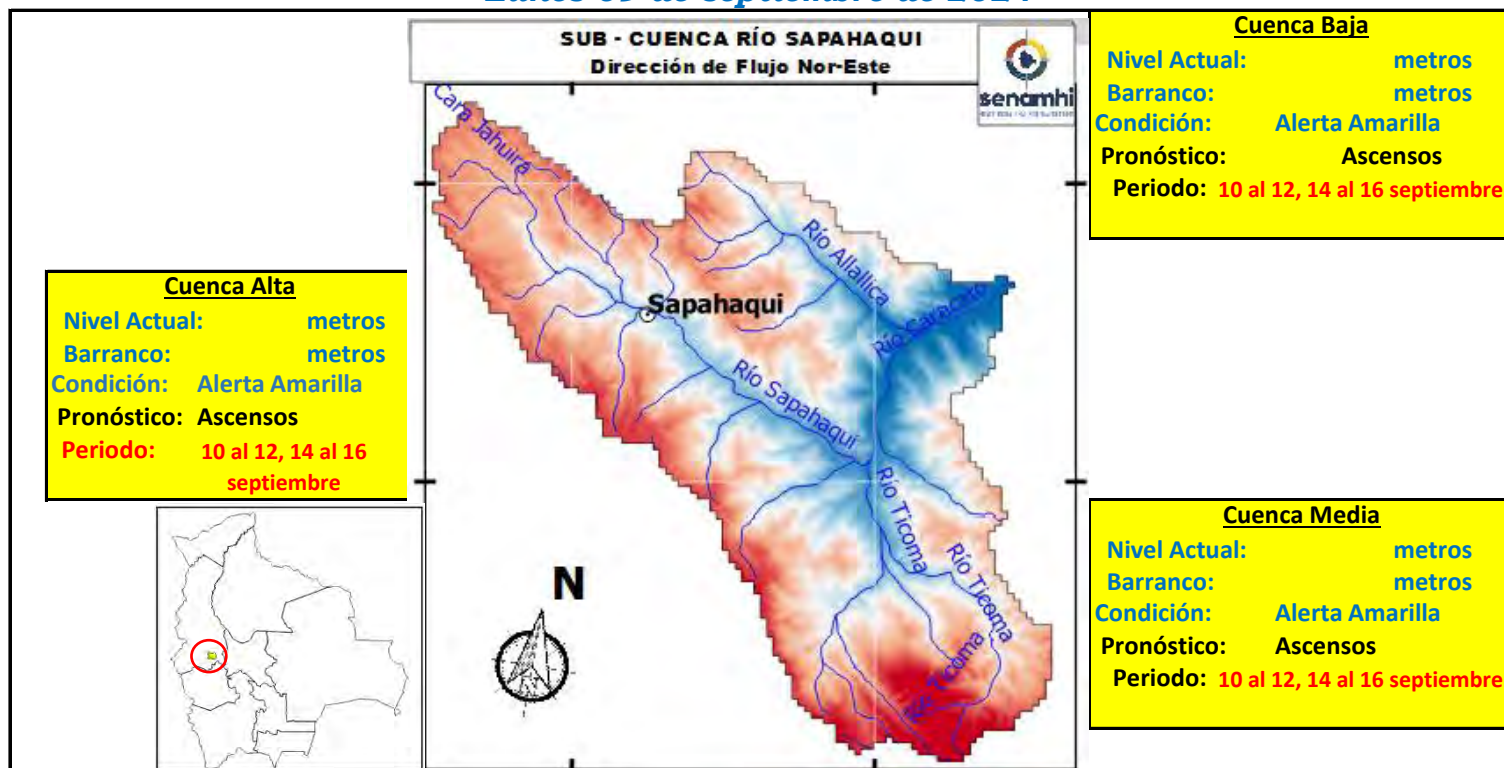 SUB - CUENCA RÍO SAPAHAQUI
Dirección de Flujo Nor-Este
senamhi
Cuenca Baja
Nivel Actual: metros
Barranco: metros
Condición: Alerta Amarilla
Pronóstico: Ascensos
Periodo: 10 al 12, 14 al 16 septiembre
Cuenca Alta
Nivel Actual: metros
Barranco: metros
Condición: Alerta Amarilla
Pronóstico: Ascensos
Periodo: 10 al 12, 14 al 16
septiembre
Cara Jahuira
Río Allallica
Río Caracato
Sapahaqui
Río Sapahaqui
Río Ticoma
Río Ticoma
Río Ticoma
N
Cuenca Media
Nivel Actual: metros
Barranco: metros
Condición: Alerta Amarilla
Pronóstico: Ascensos
Periodo: 10 al 12, 14 al 16 septiembre